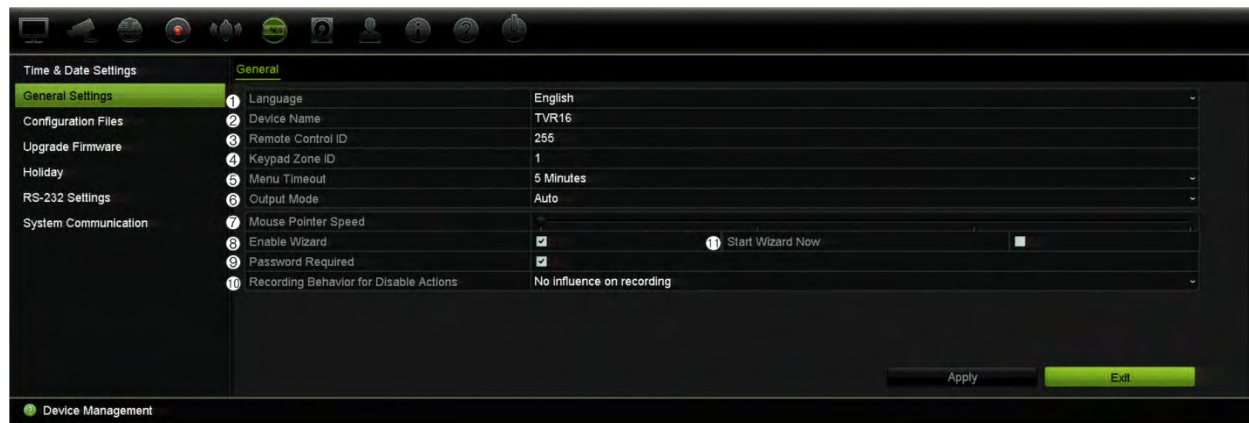 Time & Date Settings
General
General Settings
Configuration Files
Upgrade Firmware
Holiday
RS-232 Settings
System Communication
1 Language English
2 Device Name TVR16
3 Remote Control ID 255
4 Keypad Zone ID 1
5 Menu Timeout 5 Minutes
6 Output Mode Auto
7 Mouse Pointer Speed
8 Enable Wizard 11 Start Wizard Now
9 Password Required
10 Recording Behavior for Disable Actions No influence on recording
Apply Exit
? Device Management